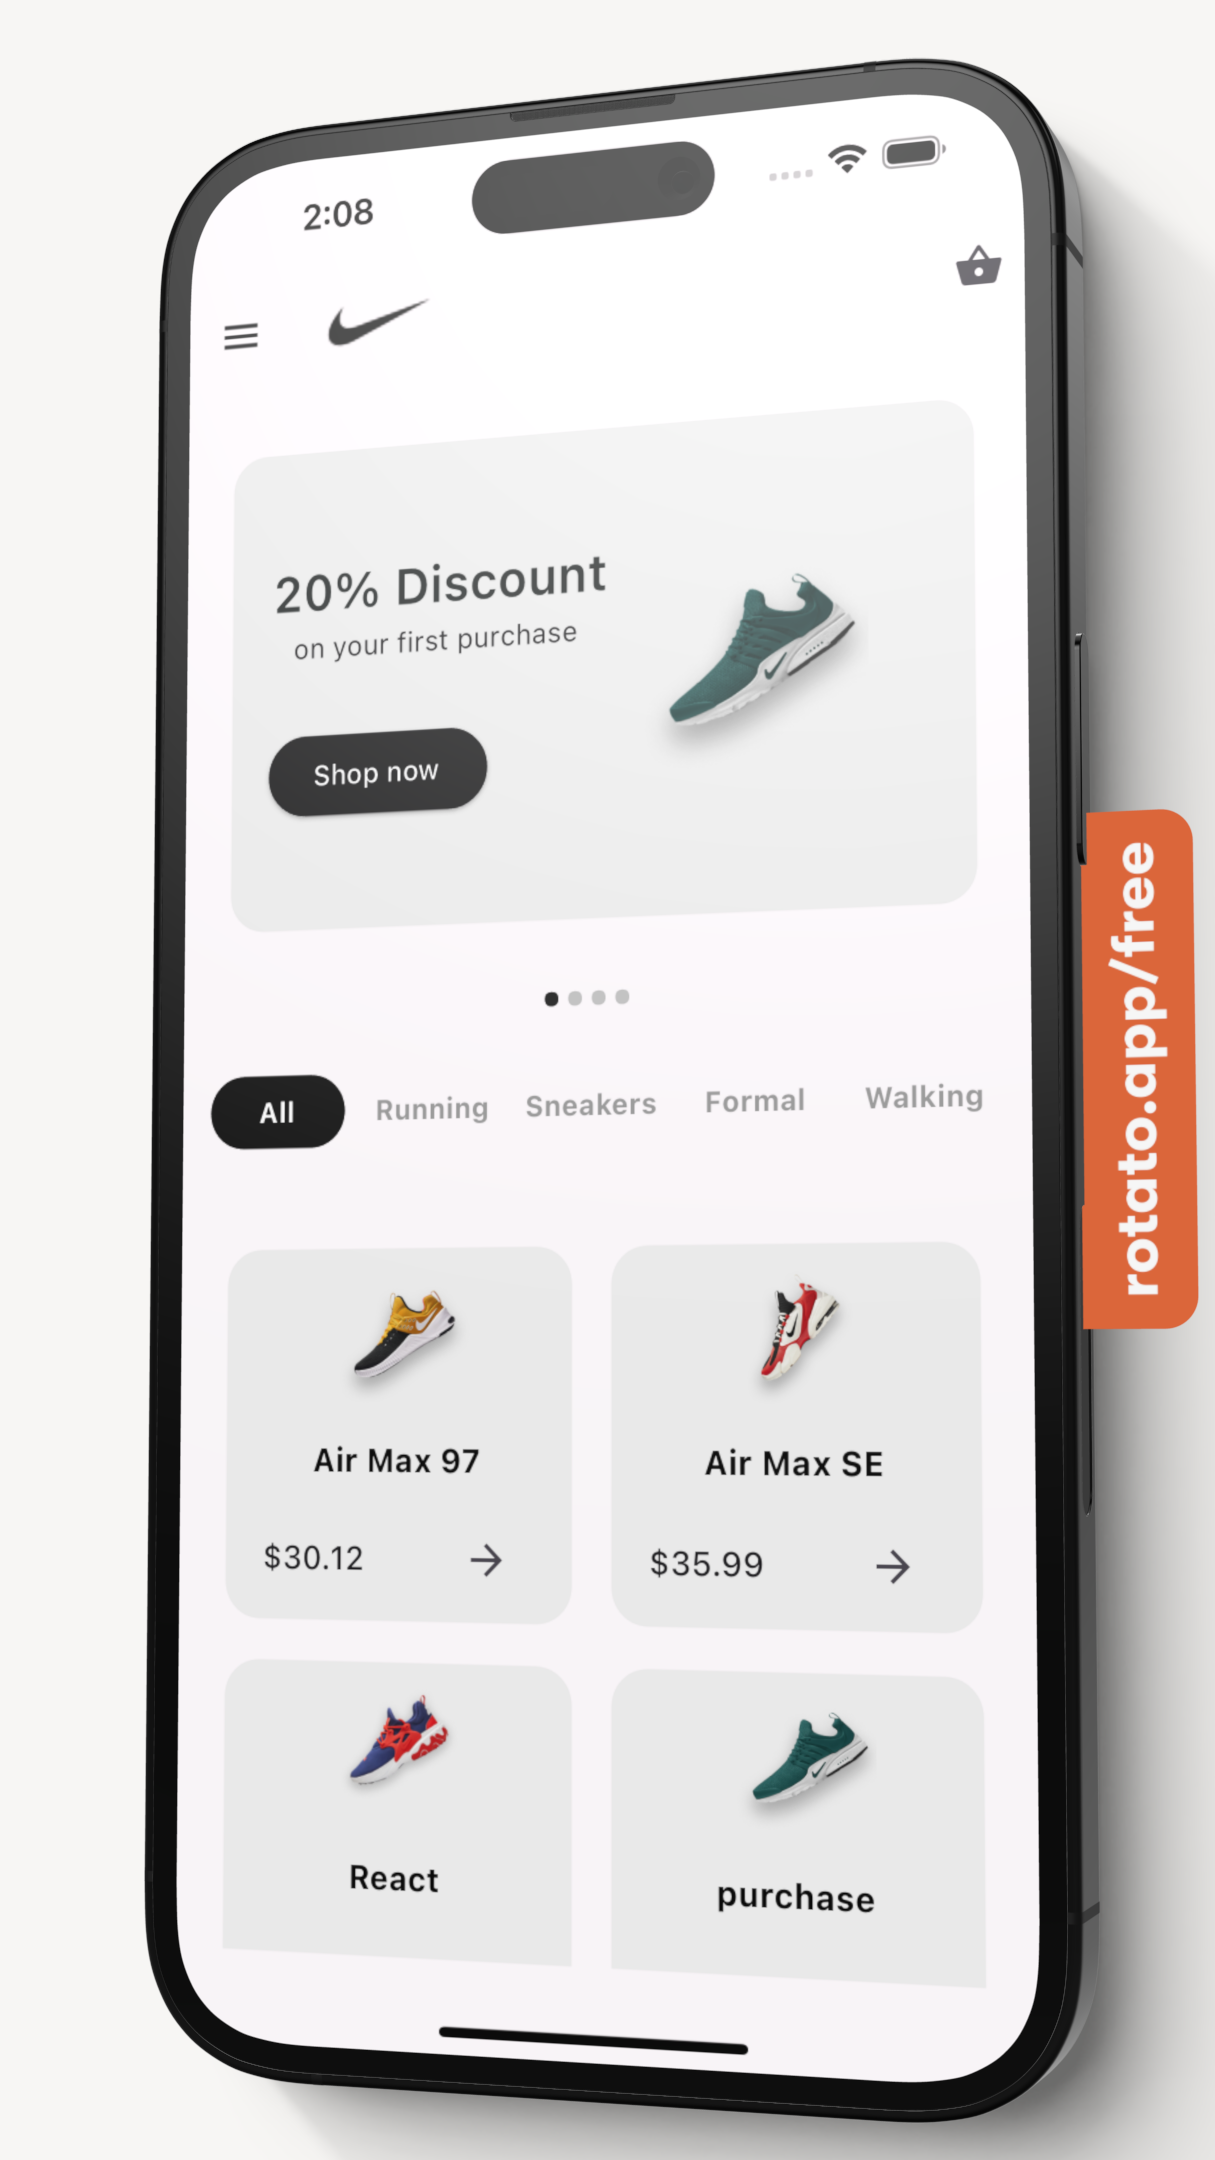 2:08
20% Discount
on your first purchase
Shop now
All Running Sneakers Formal Walking
Air Max 97
$30.12
Air Max SE
$35.99
React
purchase
rotato.app/free